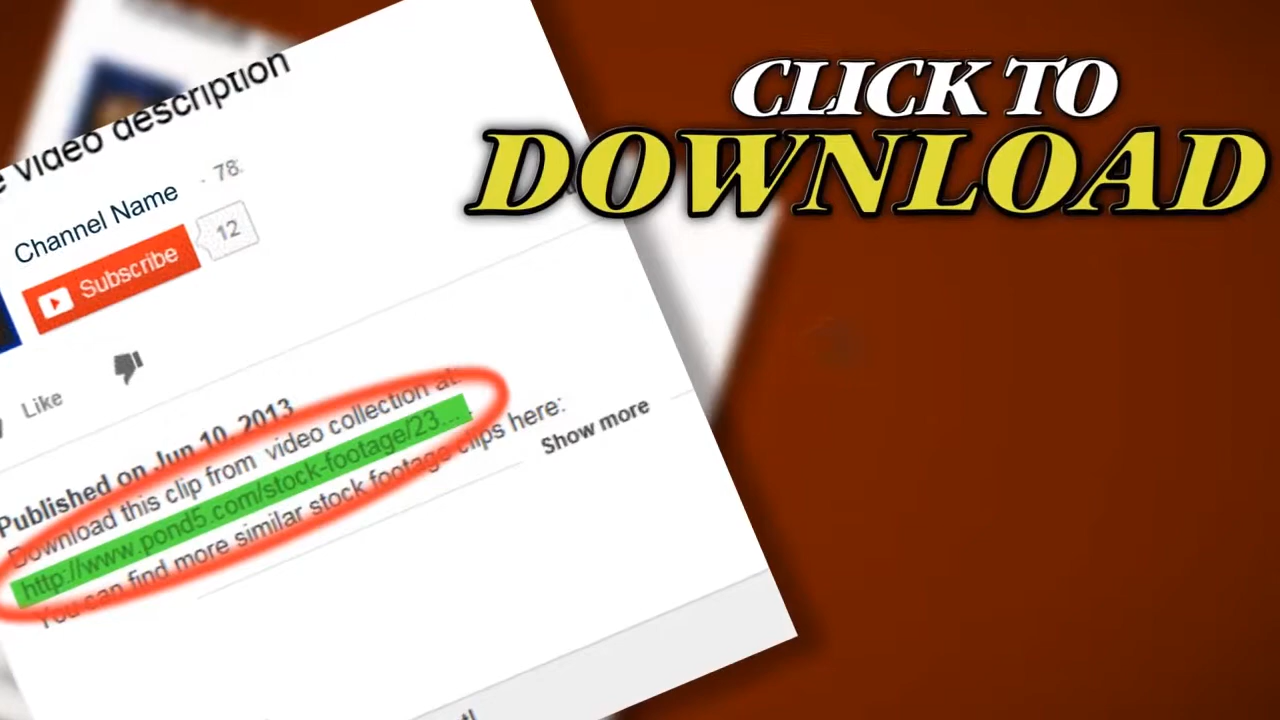 CLICK TO
DOWNLOAD
video description
Channel Name
78
Subscribe
12
Like
Published on Jun 10, 2013
Download this clip from video collection at:
http://www.pond5.com/stock-footage/23...
You can find more similar stock footage clips here:
Show more